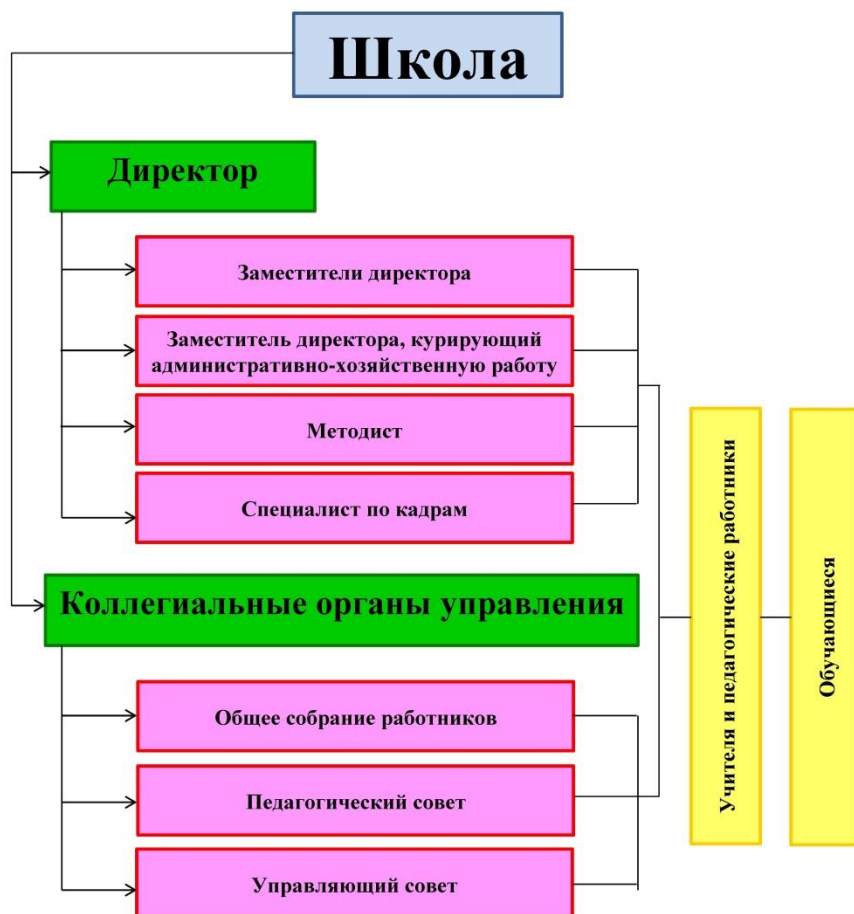 Школа
Директор
Заместители директора
Заместитель директора, курирующий
административно-хозяйственную работу
Методист
Специалист по кадрам
Коллегиальные органы управления
Общее собрание работников
Педагогический совет
Управляющий совет
Учителя и педагогические работники
Обучающиеся